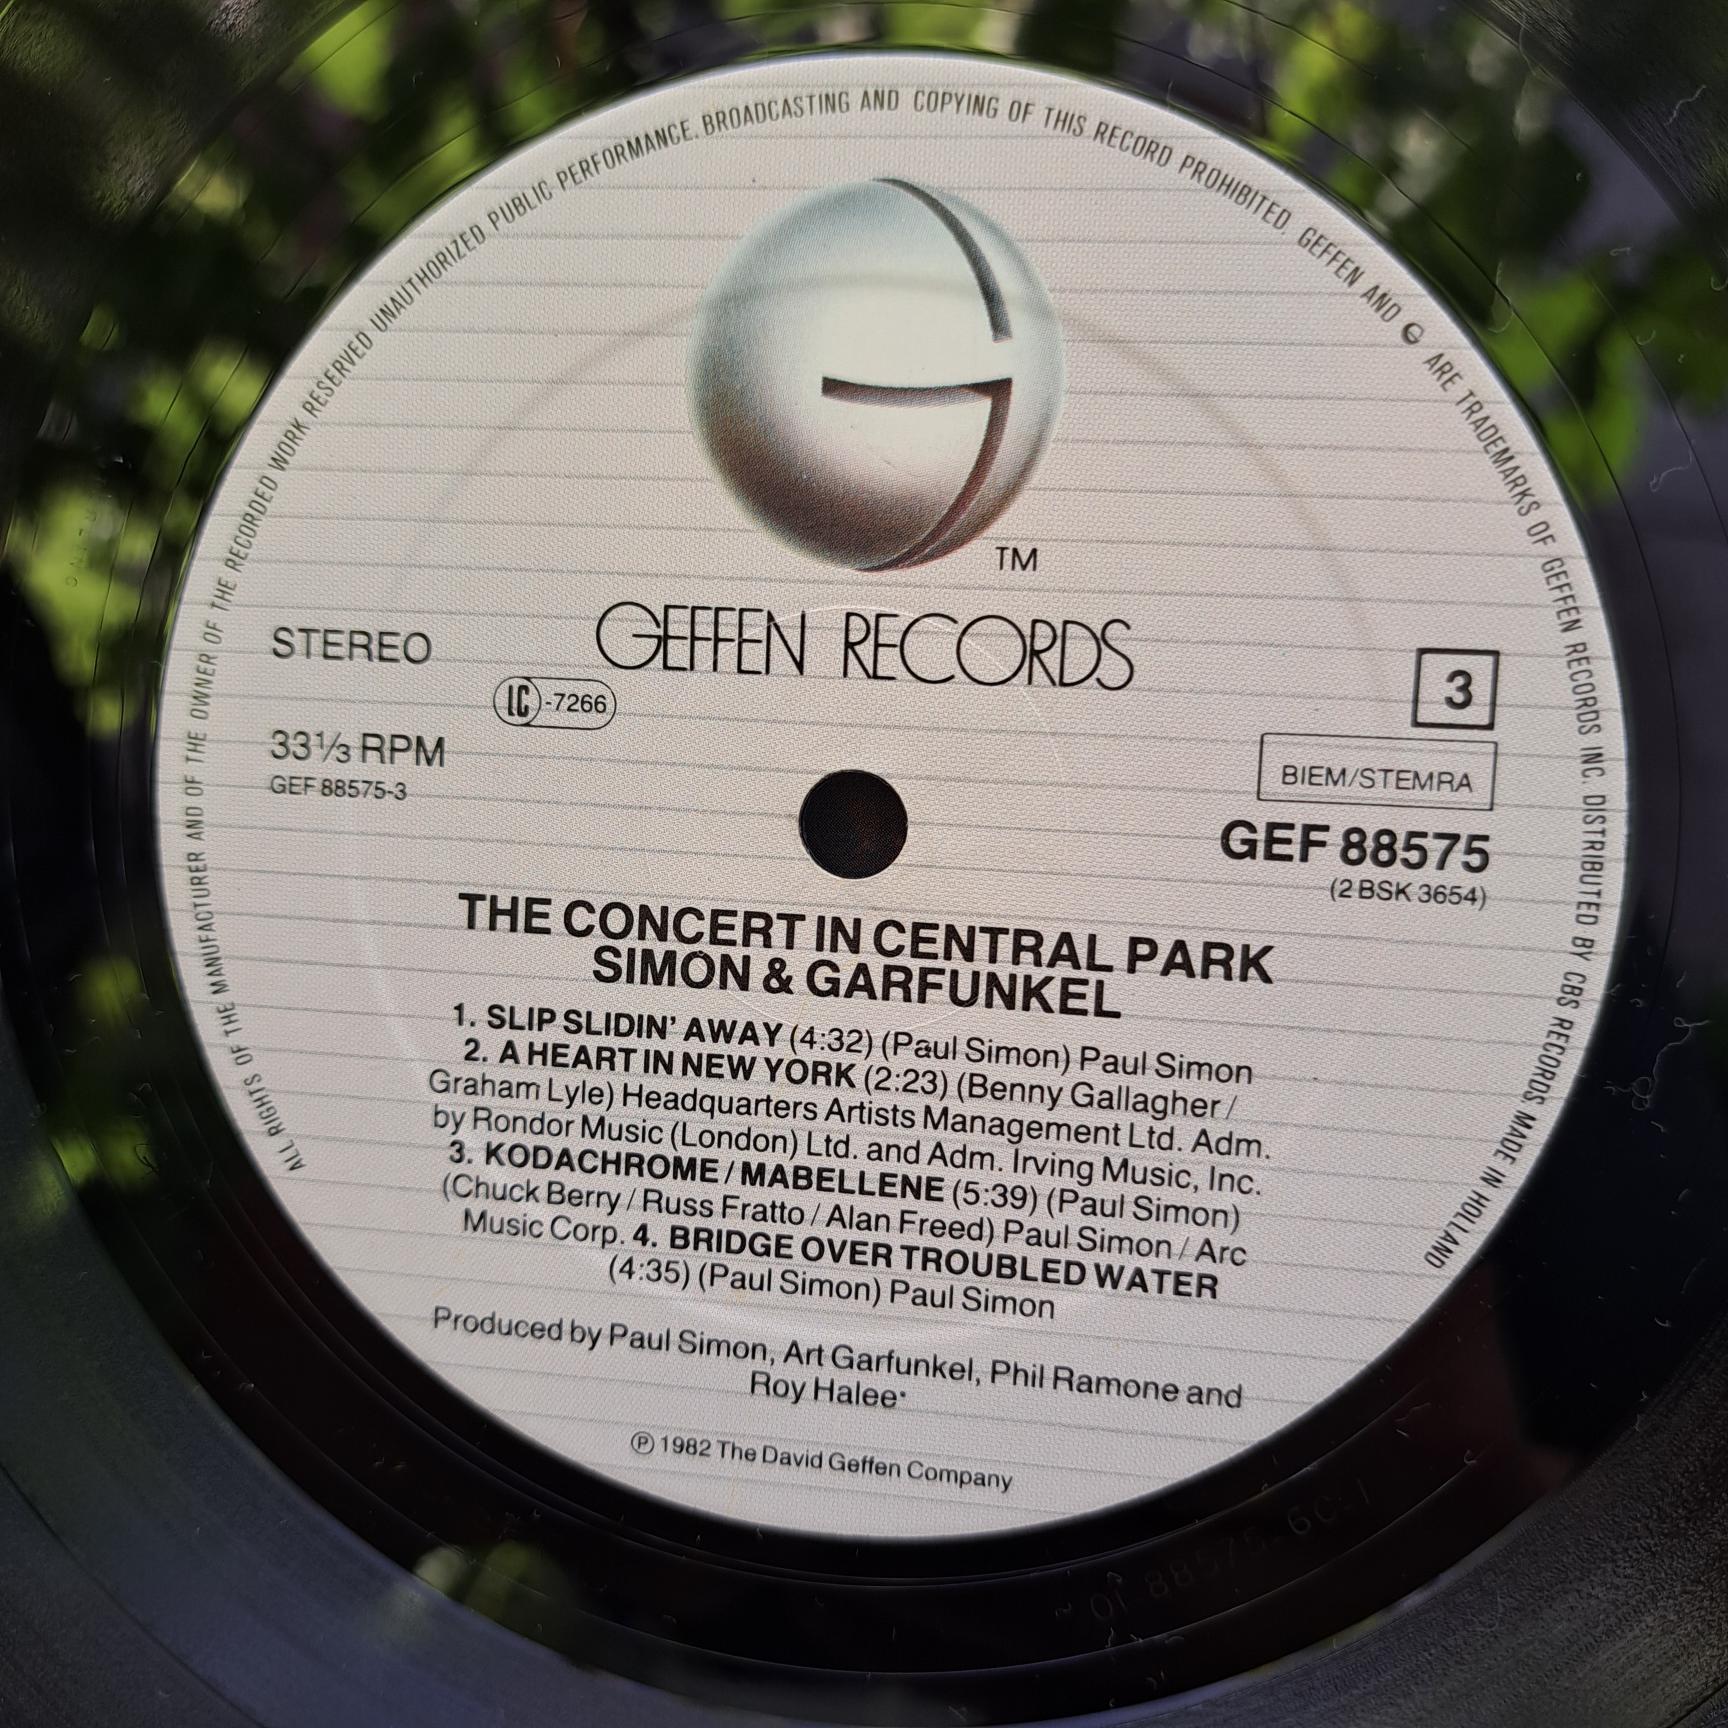 ALL RIGHTS OF THE MANUFACTURER AND OF THE OWNER OF THE RECORDED WORK RESERVED UNAUTHORIZED PUBLIC PERFORMANCE. BROADCASTING AND COPYING OF THIS RECORD PROHIBITED. GEFFEN AND G ARE TRADEMARKS OF GEFFEN RECORDS INC. DISTRIBUTED BY CBS RECORDS. MADE IN HOLLAND
TM
GEFFEN RECORDS
STEREO
LC-7266
33⅓ RPM
GEF 88575-3
3
BIEM/STEMRA
GEF 88575
(2 BSK 3654)
THE CONCERT IN CENTRAL PARK
SIMON & GARFUNKEL
1. SLIP SLIDIN' AWAY (4:32) (Paul Simon) Paul Simon
2. A HEART IN NEW YORK (2:23) (Benny Gallagher /
Graham Lyle) Headquarters Artists Management Ltd. Adm.
by Rondor Music (London) Ltd. and Adm. Irving Music, Inc.
3. KODACHROME / MABELLENE (5:39) (Paul Simon)
(Chuck Berry / Russ Fratto / Alan Freed) Paul Simon / Arc
Music Corp. 4. BRIDGE OVER TROUBLED WATER
(4:35) (Paul Simon) Paul Simon
Produced by Paul Simon, Art Garfunkel, Phil Ramone and
Roy Halee·
℗ 1982 The David Geffen Company